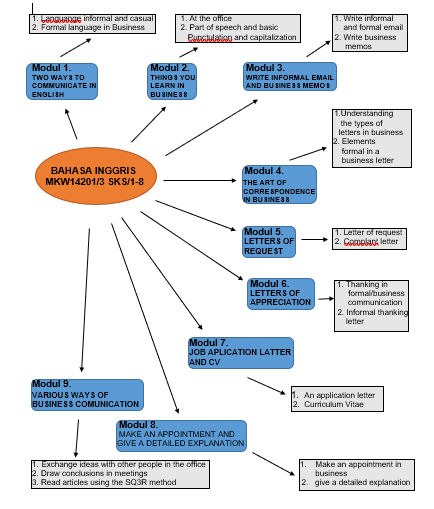 1. Languange informal and casual
2. Formal language in Business
1. At the office
2. Part of speech and basic
Punctulation and capitalization
1. Write informal
and formal email
2. Write business
memos
Modul 1.
TWO WAYS TO
COMMUNICATE IN
ENGLISH
Modul 2.
THINGS YOU
LEARN IN
BUSINESS
Modul 3.
WRITE INFORMAL EMAIL
AND BUSINESS MEMOS
1.Understanding
the types of
letters in business
2. Elements
formal in a
business letter
BAHASA INGGRIS
MKW14201/3 SKS/1-8
Modul 4.
THE ART OF
CORRESPONDENCE
IN BUSINESS
Modul 5.
LETTERS OF
REQUEST
1. Letter of request
2. Complant letter
Modul 6.
LETTERS OF
APPRECIATION
1. Thanking in
formal/business
communication
2. Informal thanking
letter
Modul 7.
JOB APLICATION LATTER
AND CV
1. An application letter
2. Curriculum Vitae
Modul 9.
VARIOUS WAYS OF
BUSINESS COMUNICATION
Modul 8.
MAKE AN APPOINTMENT AND
GIVE A DETAILED EXPLANATION
1. Exchange ideas with other people in the office
2. Draw conclusions in meetings
3. Read articles using the SQ3R method
1. Make an appointment in
business
2. give a detailed explanation